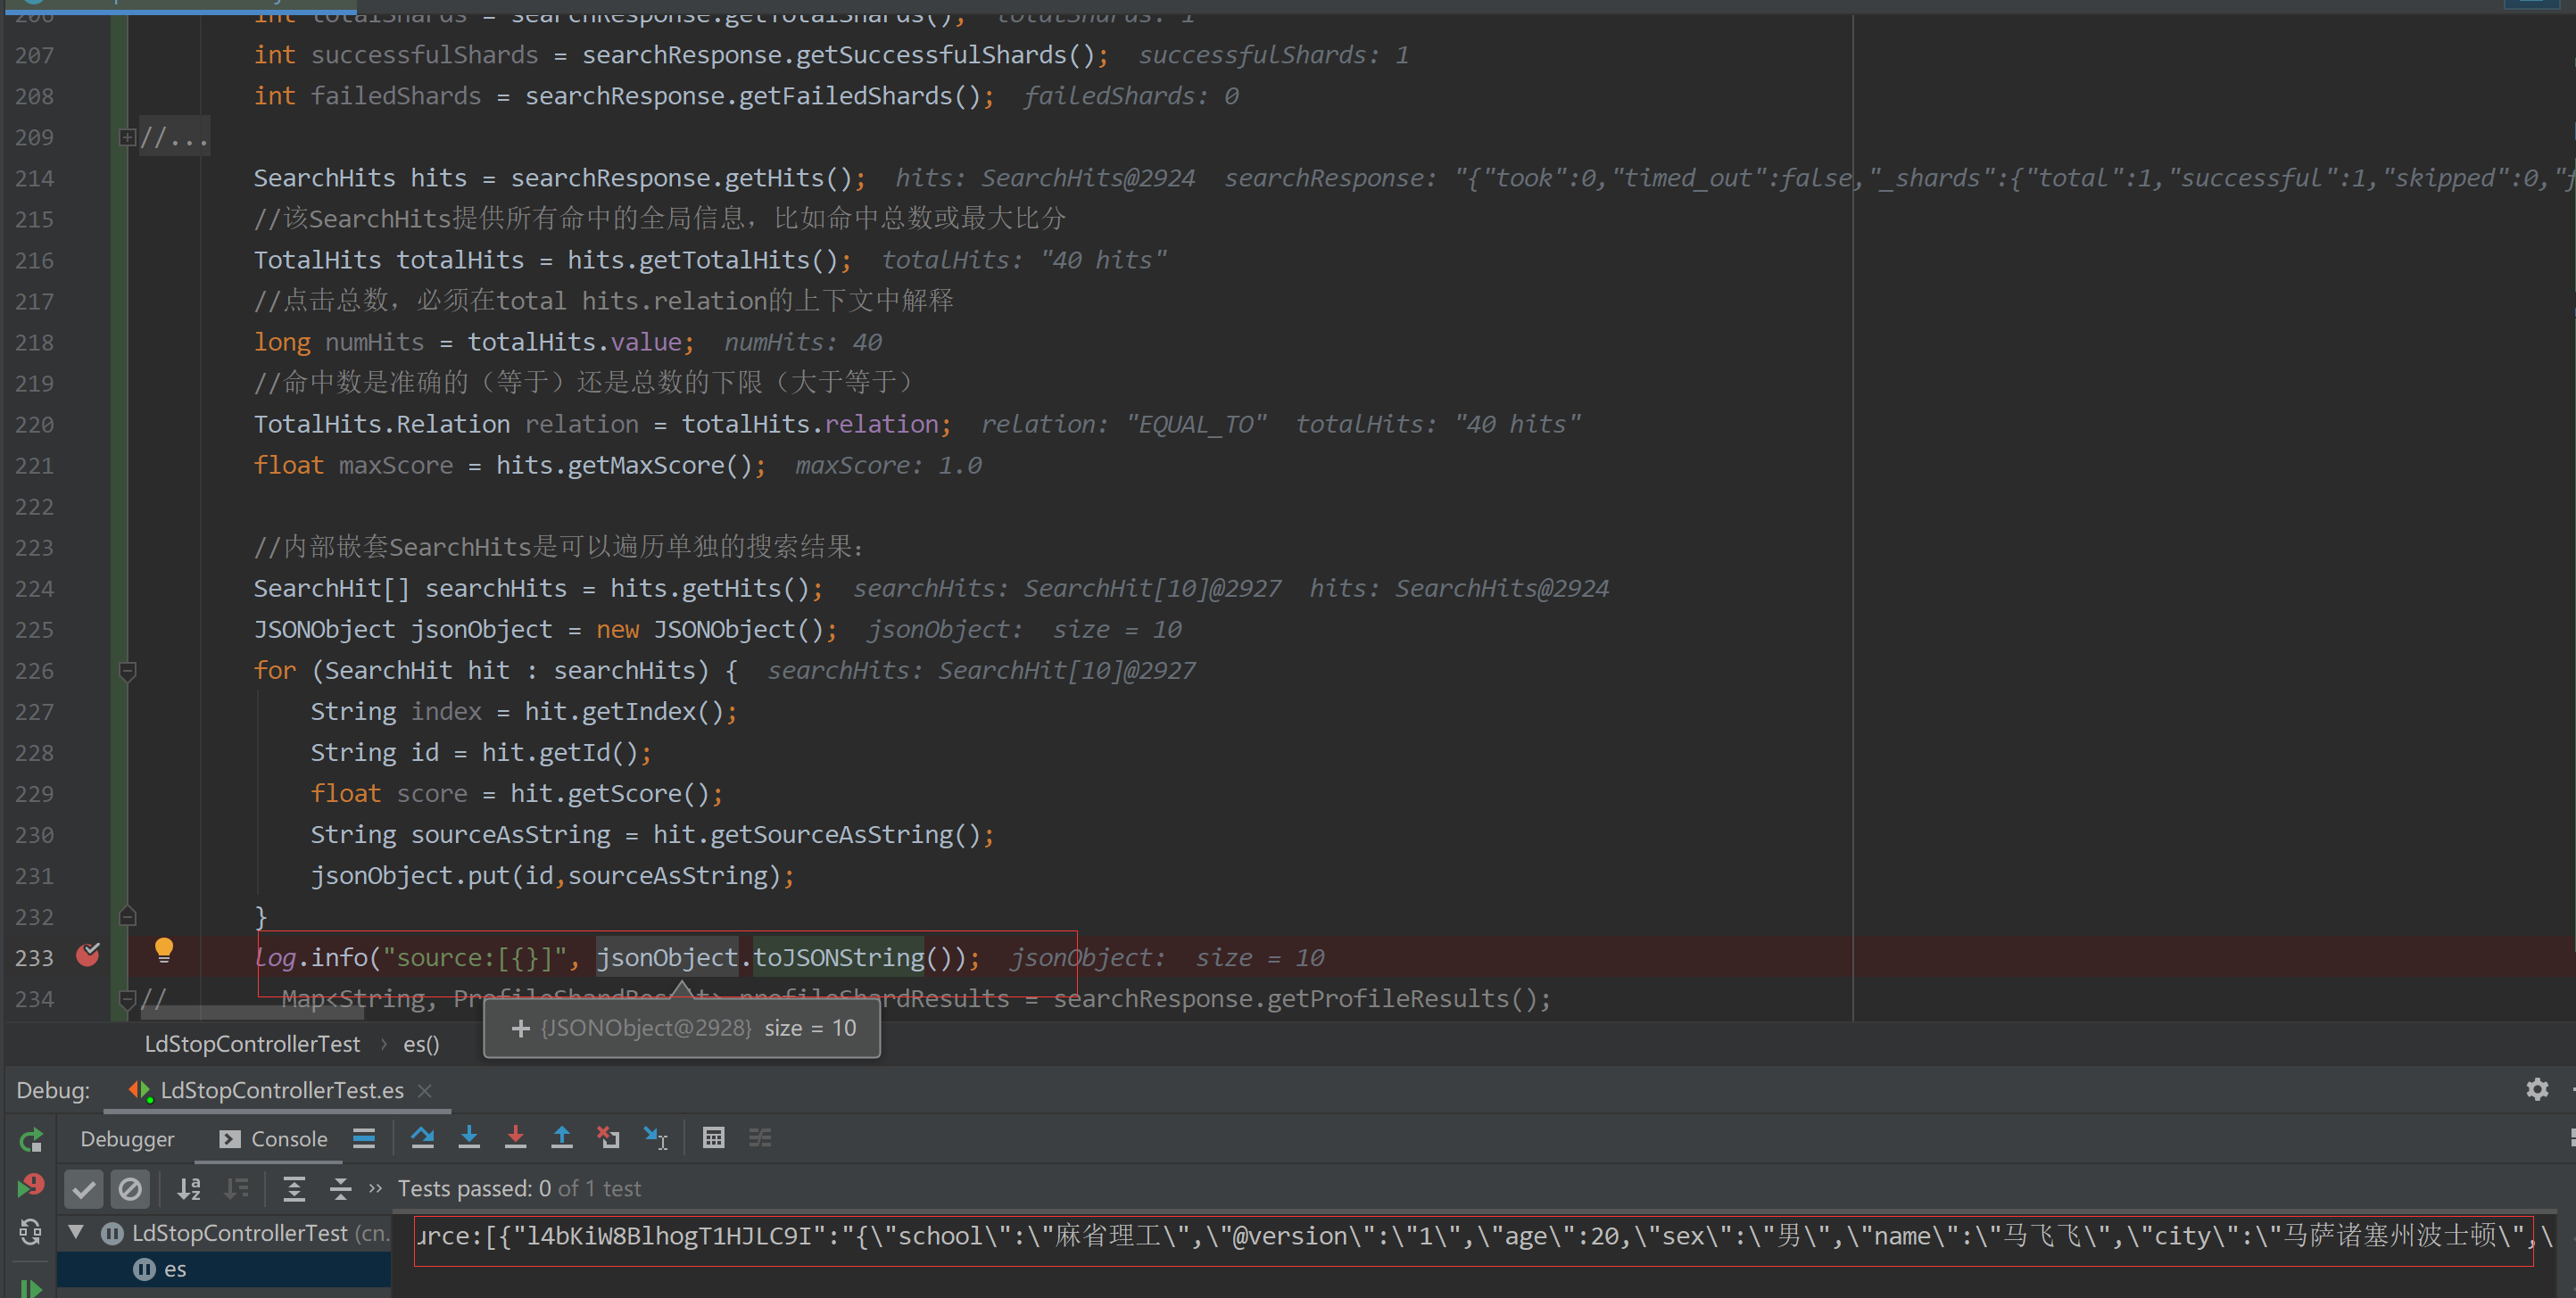 206 int totalShards = searchResponse.getTotalShards(); totalShards: 1
207 int successfulShards = searchResponse.getSuccessfulShards(); successfulShards: 1
208 int failedShards = searchResponse.getFailedShards(); failedShards: 0
209 //...
214 SearchHits hits = searchResponse.getHits(); hits: SearchHits@2924 searchResponse: "{"took":0,"timed_out":false,"_shards":{"total":1,"successful":1,"skipped":0,"f
215 //该SearchHits提供所有命中的全局信息，比如命中总数或最大比分
216 TotalHits totalHits = hits.getTotalHits(); totalHits: "40 hits"
217 //点击总数，必须在total hits.relation的上下文中解释
218 long numHits = totalHits.value; numHits: 40
219 //命中数是准确的（等于）还是总数的下限（大于等于）
220 TotalHits.Relation relation = totalHits.relation; relation: "EQUAL_TO" totalHits: "40 hits"
221 float maxScore = hits.getMaxScore(); maxScore: 1.0
222
223 //内部嵌套SearchHits是可以遍历单独的搜索结果：
224 SearchHit[] searchHits = hits.getHits(); searchHits: SearchHit[10]@2927 hits: SearchHits@2924
225 JSONObject jsonObject = new JSONObject(); jsonObject: size = 10
226 for (SearchHit hit : searchHits) { searchHits: SearchHit[10]@2927
227 String index = hit.getIndex();
228 String id = hit.getId();
229 float score = hit.getScore();
230 String sourceAsString = hit.getSourceAsString();
231 jsonObject.put(id,sourceAsString);
232 }
233 log.info("source:[{}]", jsonObject.toJSONString()); jsonObject: size = 10
234 // Map<String, ProfileShardResult> profileShardResults = searchResponse.getProfileResults();
+ {JSONObject@2928} size = 10
LdStopControllerTest › es()
Debug: LdStopControllerTest.es
Debugger Console
» Tests passed: 0 of 1 test
LdStopControllerTest (cn.
es
urce:[{"l4bKiW8BlhogT1HJLC9I":"{\"school\":\"麻省理工\",\"@version\":\"1\",\"age\":20,\"sex\":\"男\",\"name\":\"马飞飞\",\"city\":\"马萨诸塞州波士顿\",\